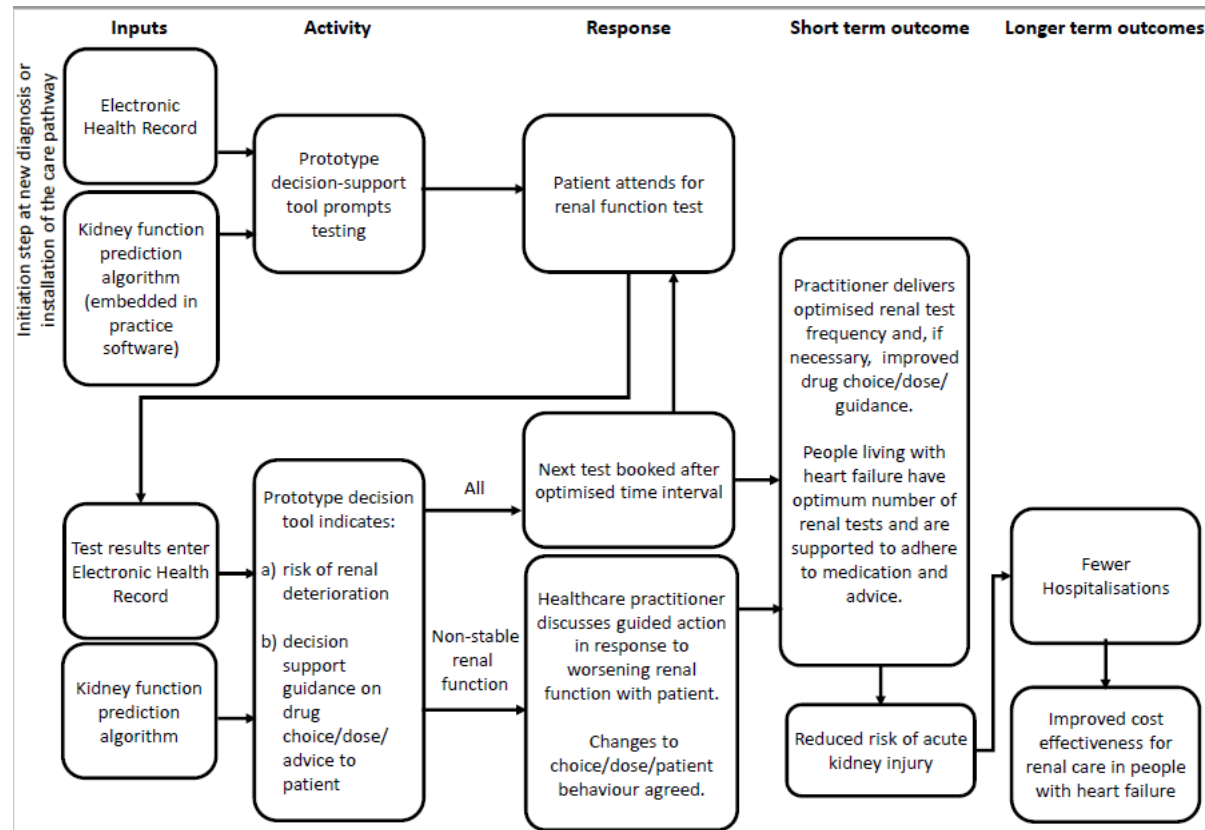 Inputs
Activity
Response
Short term outcome
Longer term outcomes
Initiation step at new diagnosis or
installation of the care pathway
Electronic
Health Record
Kidney function
prediction
algorithm
(embedded in
practice
software)
Prototype
decision-support
tool prompts
testing
Patient attends for
renal function test
Test results enter
Electronic Health
Record
Kidney function
prediction
algorithm
Prototype decision
tool indicates:
a) risk of renal
deterioration
b) decision
support
guidance on
drug
choice/dose/
advice to
patient
All
Non-stable
renal
function
Next test booked after
optimised time interval
Healthcare practitioner
discusses guided action
in response to
worsening renal
function with patient.
Changes to
choice/dose/patient
behaviour agreed.
Practitioner delivers
optimised renal test
frequency and, if
necessary, improved
drug choice/dose/
guidance.
People living with
heart failure have
optimum number of
renal tests and are
supported to adhere
to medication and
advice.
Reduced risk of acute
kidney injury
Fewer
Hospitalisations
Improved cost
effectiveness for
renal care in people
with heart failure